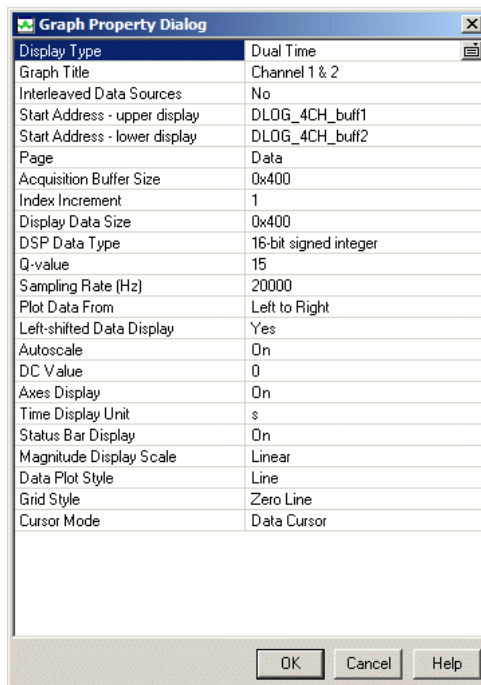 Graph Property Dialog
Display Type Dual Time
Graph Title Channel 1 & 2
Interleaved Data Sources No
Start Address - upper display DLOG_4CH_buff1
Start Address - lower display DLOG_4CH_buff2
Page Data
Acquisition Buffer Size 0x400
Index Increment 1
Display Data Size 0x400
DSP Data Type 16-bit signed integer
Q-value 15
Sampling Rate (Hz) 20000
Plot Data From Left to Right
Left-shifted Data Display Yes
Autoscale On
DC Value 0
Axes Display On
Time Display Unit s
Status Bar Display On
Magnitude Display Scale Linear
Data Plot Style Line
Grid Style Zero Line
Cursor Mode Data Cursor
OK Cancel Help